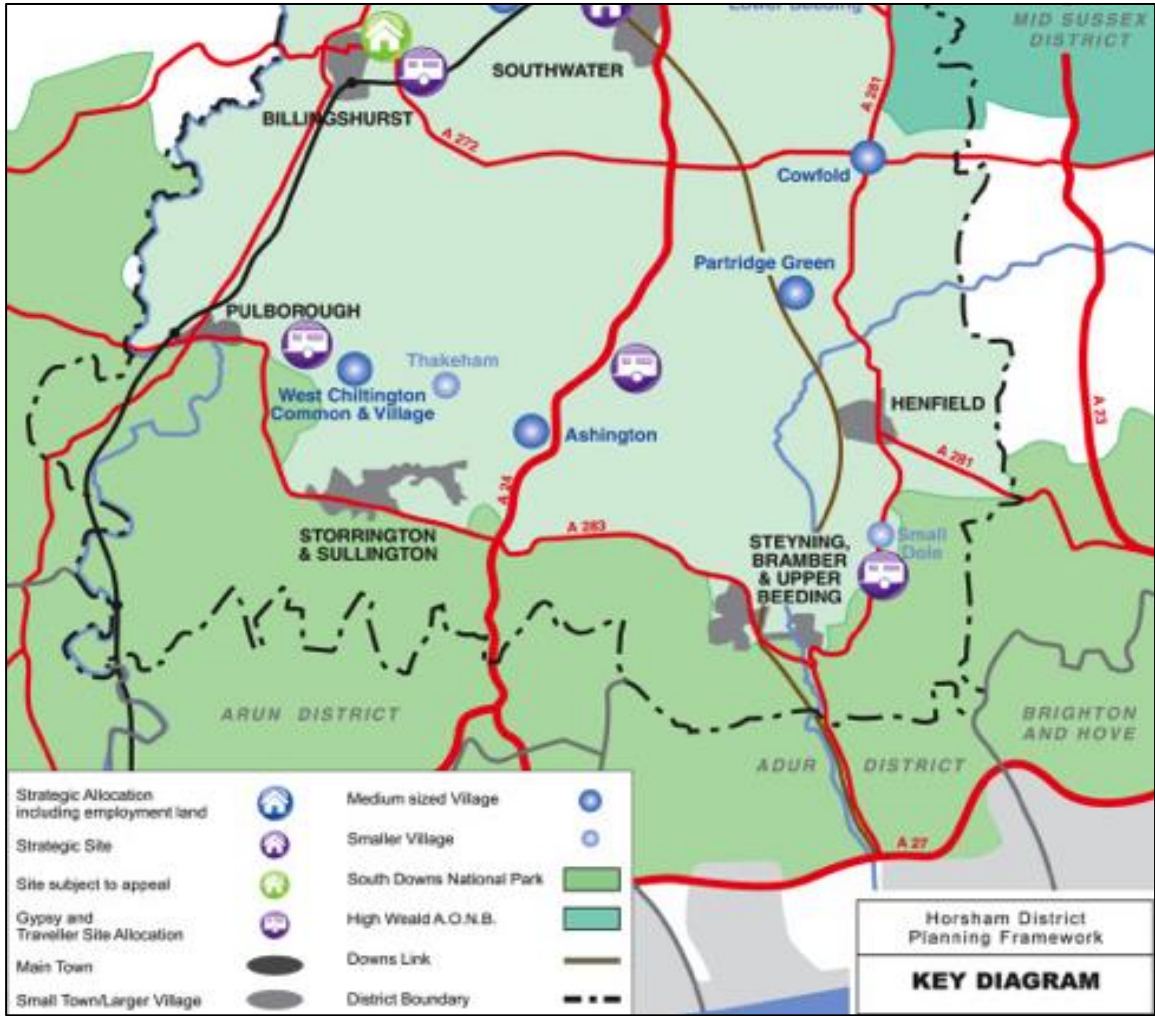 Lower Beeding
MID SUSSEX
DISTRICT
SOUTHWATER
BILLINGSHURST
A 281
A 272
Cowfold
Partridge Green
PULBOROUGH
Thakeham
West Chiltington
Common & Village
HENFIELD
A 23
Ashington
A 281
A 24
STORRINGTON
& SULLINGTON
A 283
STEYNING,
BRAMBER
& UPPER
BEEDING
Small
Dole
ARUN DISTRICT
BRIGHTON
AND HOVE
ADUR DISTRICT
A 27
Strategic Allocation
including employment land
Strategic Site
Site subject to appeal
Gypsy and
Traveller Site Allocation
Main Town
Small Town/Larger Village
Medium sized Village
Smaller Village
South Downs National Park
High Weald A.O.N.B.
Downs Link
District Boundary
Horsham District
Planning Framework
KEY DIAGRAM